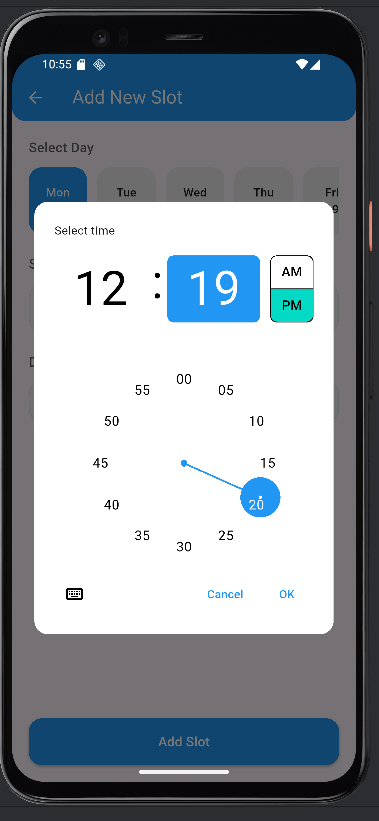 10:55
Add New Slot
Select Day
Mon Tue Wed Thu Fri
Select time
12 : 19
AM
PM
00
55 05
50 10
45 15
40 20
35 25
30
Cancel OK
Add Slot